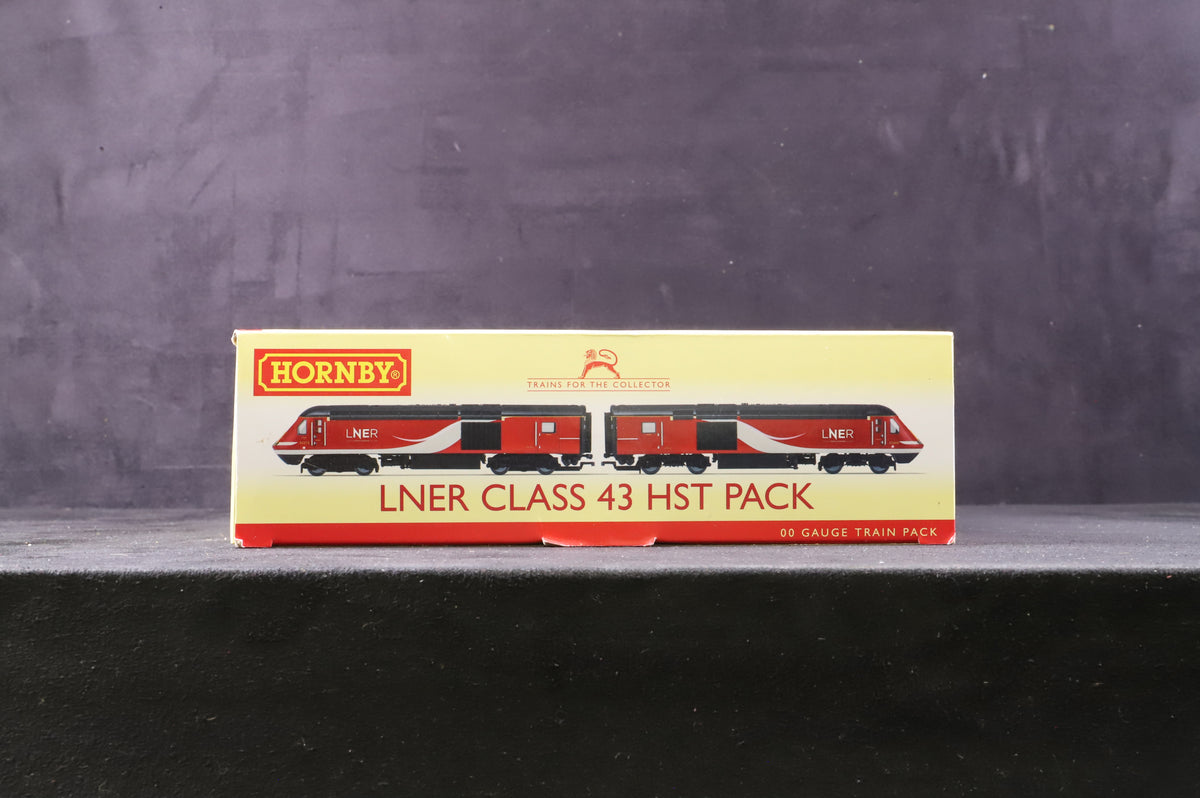 HORNBY®
TRAINS FOR THE COLLECTOR
LNER
LNER
LNER CLASS 43 HST PACK
00 GAUGE TRAIN PACK